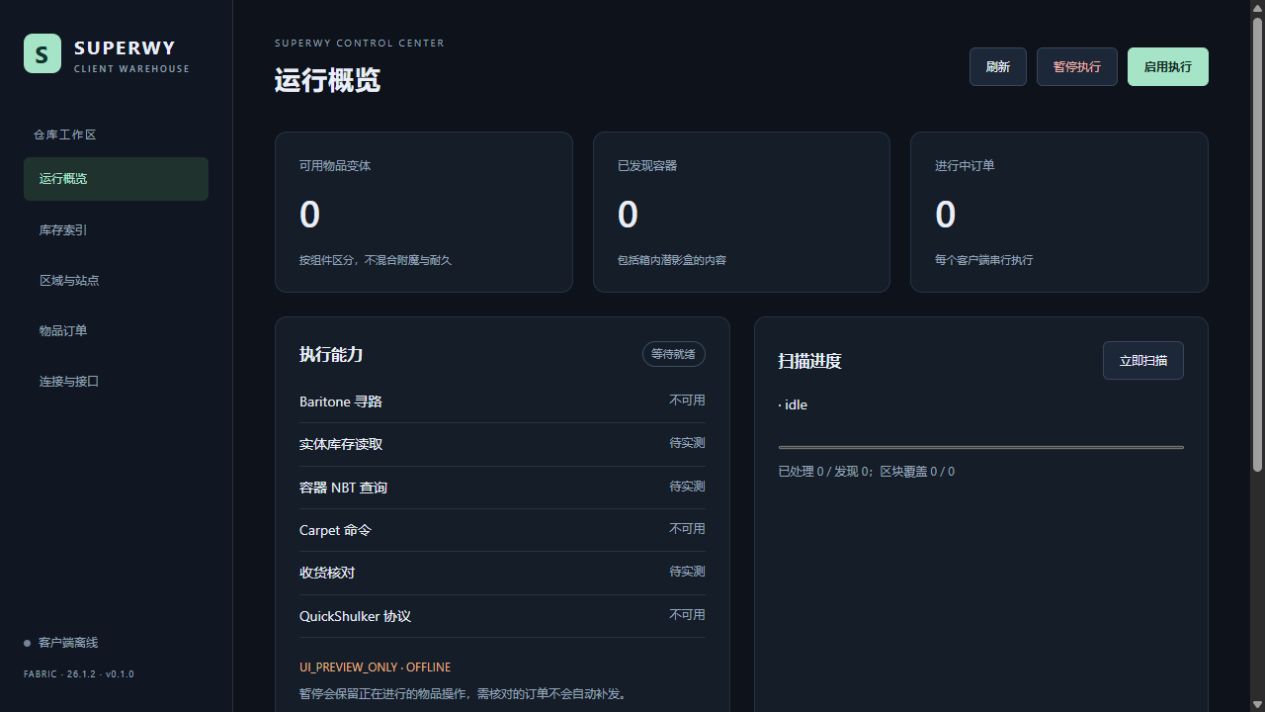 S
SUPERWY
CLIENT WAREHOUSE
仓库工作区
运行概览
库存索引
区域与站点
物品订单
连接与接口
客户端离线
FABRIC · 26.1.2 · v0.1.0
SUPERWY CONTROL CENTER
运行概览
刷新
暂停执行
启用执行
可用物品变体
0
按组件区分，不混合附魔与耐久
已发现容器
0
包括箱内潜影盒的内容
进行中订单
0
每个客户端串行执行
执行能力
等待就绪
Baritone 寻路 不可用
实体库存读取 待实测
容器 NBT 查询 待实测
Carpet 命令 不可用
收货核对 待实测
QuickShulker 协议 不可用
UI_PREVIEW_ONLY · OFFLINE
暂停会保留正在进行的物品操作，需核对的订单不会自动补发。
扫描进度
立即扫描
· idle
已处理 0 / 发现 0；区块覆盖 0 / 0